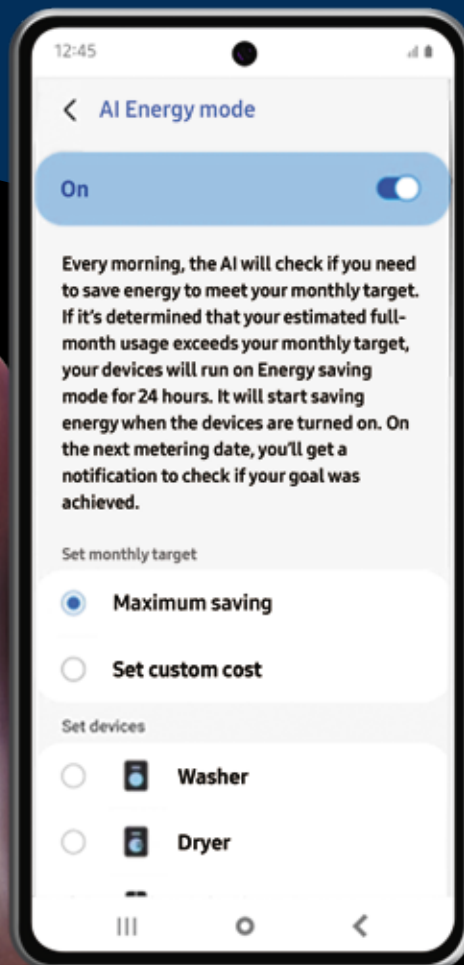 12:45
AI Energy mode
On
Every morning, the AI will check if you need
to save energy to meet your monthly target.
If it's determined that your estimated full-
month usage exceeds your monthly target,
your devices will run on Energy saving
mode for 24 hours. It will start saving
energy when the devices are turned on. On
the next metering date, you'll get a
notification to check if your goal was
achieved.
Set monthly target
Maximum saving
Set custom cost
Set devices
Washer
Dryer